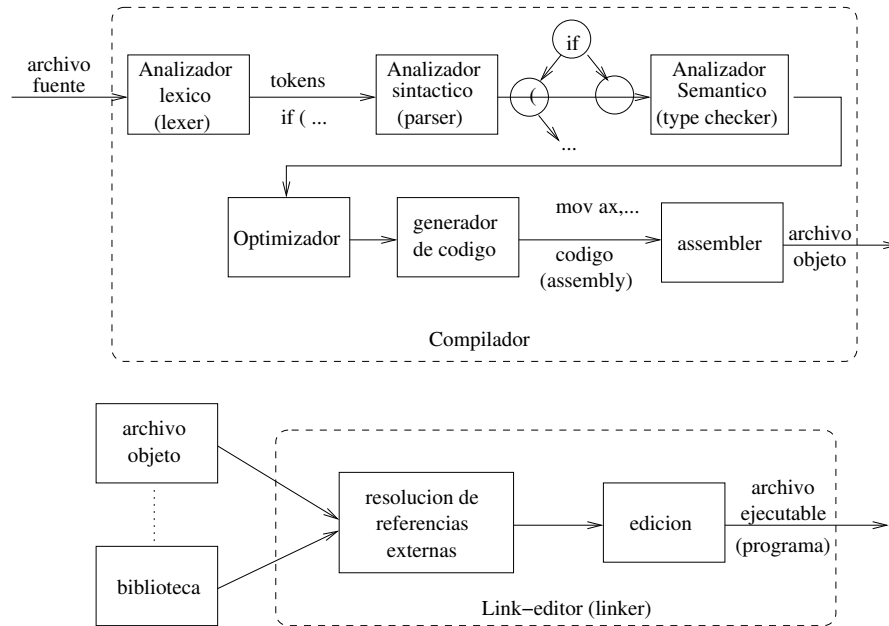 archivo
fuente
Analizador
lexico
(lexer)
tokens
if ( ...
Analizador
sintactico
(parser)
if
(
...
Analizador
Semantico
(type checker)
Optimizador
generador
de codigo
mov ax,...
codigo
(assembly)
assembler
archivo
objeto
Compilador
archivo
objeto
biblioteca
resolucion de
referencias
externas
edicion
archivo
ejecutable
(programa)
Link−editor (linker)